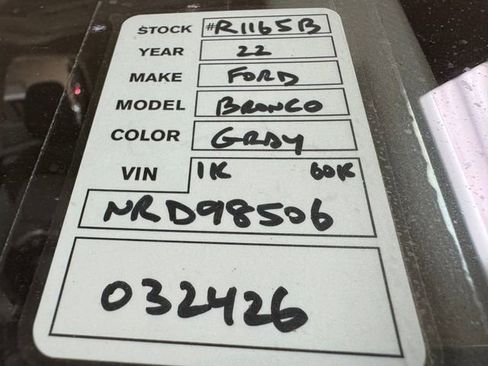 STOCK #R1165B
YEAR 22
MAKE FORD
MODEL BRONCO
COLOR GRAY
VIN 1K 60K
NRD98506
032426